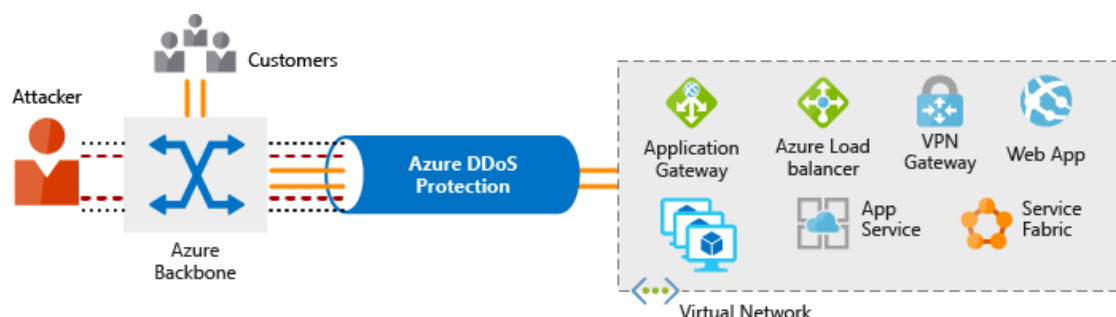 Customers
Attacker
Azure
Backbone
Azure DDoS
Protection
Application
Gateway
Azure Load
balancer
VPN
Gateway
Web App
App
Service
Service
Fabric
Virtual Network